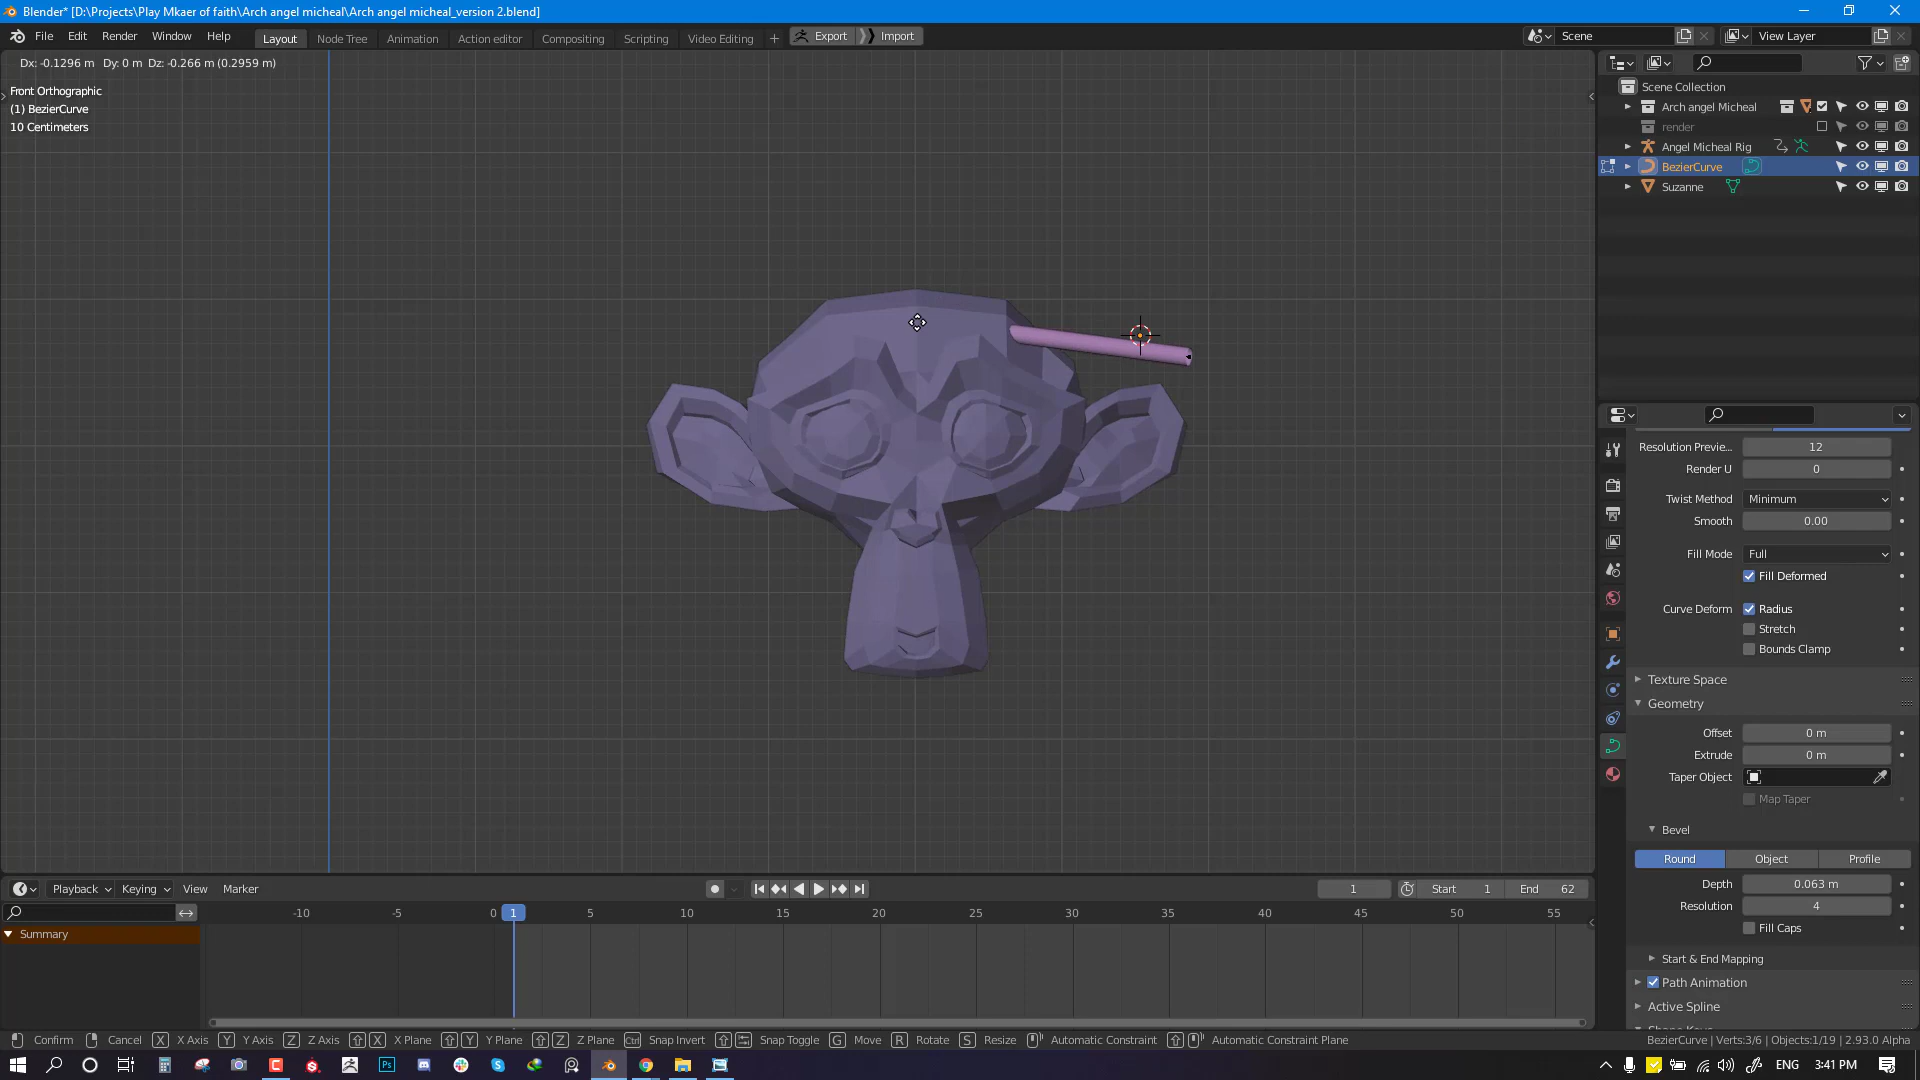 Blender* [D:\Projects\Play Mkaer of faith\Arch angel micheal\Arch angel micheal_version 2.blend]
File Edit Render Window Help Layout Node Tree Animation Action editor Compositing Scripting Video Editing + Export Import Scene View Layer
Dx: -0.1296 m Dy: 0 m Dz: -0.266 m (0.2959 m)
Front Orthographic
(1) BezierCurve
10 Centimeters
Scene Collection
Arch angel Micheal
render
Angel Micheal Rig
BezierCurve
Suzanne
Resolution Previe... 12
Render U 0
Twist Method Minimum
Smooth 0.00
Fill Mode Full
Fill Deformed
Curve Deform Radius
Stretch
Bounds Clamp
Texture Space
Geometry
Offset 0 m
Extrude 0 m
Taper Object
Map Taper
Bevel
Round Object Profile
Depth 0.063 m
Resolution 4
Fill Caps
Start & End Mapping
Path Animation
Active Spline
Playback Keying View Marker 1 Start 1 End 62
-10 -5 0 1 5 10 15 20 25 30 35 40 45 50 55
Summary
Confirm Cancel X X Axis Y Y Axis Z Z Axis X X Plane Y Y Plane Z Z Plane Ctrl Snap Invert Snap Toggle G Move R Rotate S Resize Automatic Constraint Automatic Constraint Plane BezierCurve | Verts:3/6 | Objects:1/19 | 2.93.0 Alpha
Ps ENG 3:41 PM